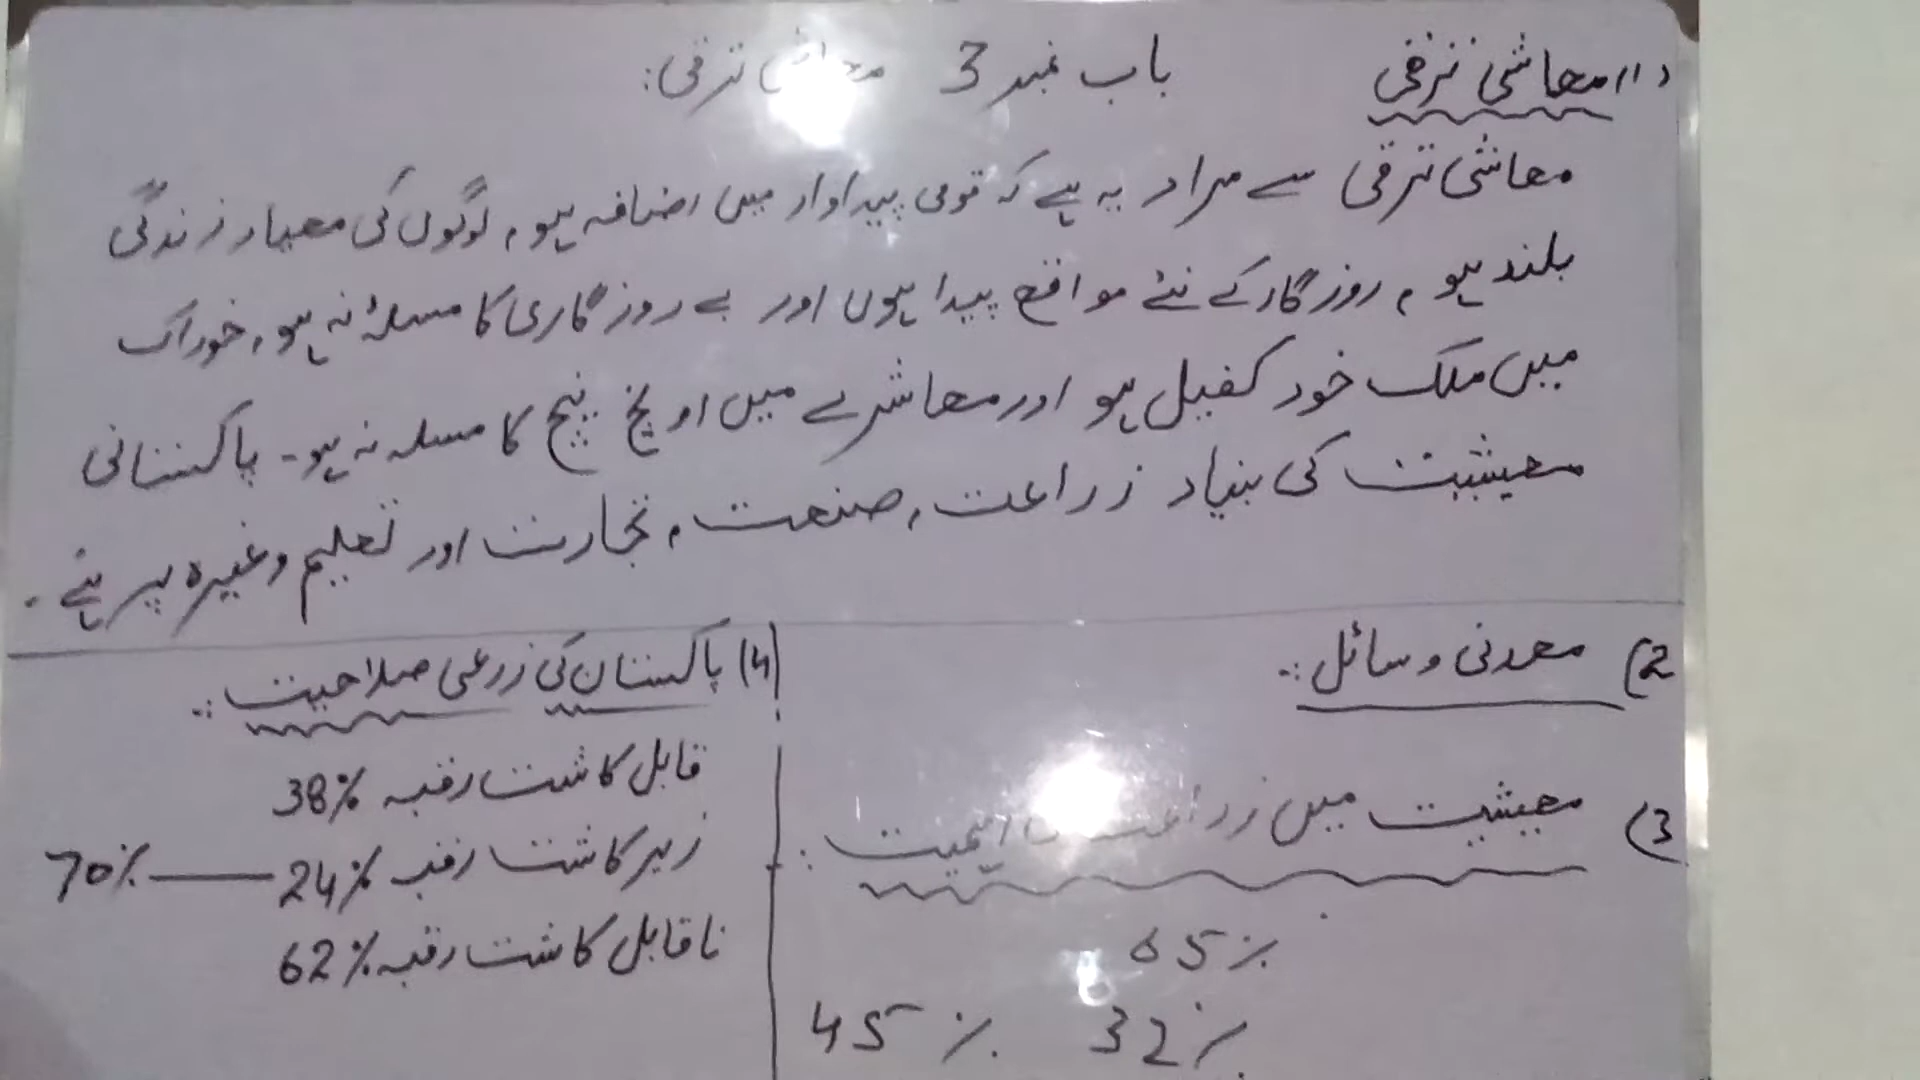 باب نمبر 3 معاشی ترقی:
(1) معاشی ترقی
معاشی ترقی سے مراد یہ ہے کہ قومی پیداوار میں اضافہ ہو، لوگوں کی معیار زندگی
بلند ہو، روزگار کے نئے مواقع پیدا ہوں اور بے روزگاری کا مسلۂ نہ ہو، خوراک
میں ملک خود کفیل ہو اور معاشرے میں اونچ نیچ کا مسلہ نہ ہو۔ پاکستانی
معیشیت کی بنیاد زراعت، صنعت، تجارت اور تعلیم وغیرہ پر ہے۔
2) معدنی وسائل:.
3) معیشیت میں زراعت کی اہمیت:.
65%
32% 45%
(4) پاکستان کی زرعی صلاحیت:.
قابل کاشت رقبہ 38%
زیر کاشت رقبہ 24% — 70%
ناقابل کاشت رقبہ 62%